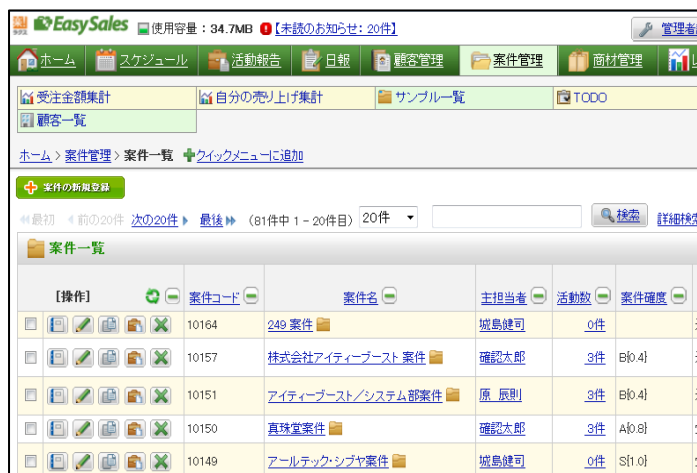 ラクス EasySales 使用容量：34.7MB 【未読のお知らせ：20件】 管理者
ホーム スケジュール 活動報告 日報 顧客管理 案件管理 商材管理
受注金額集計 自分の売り上げ集計 サンプル一覧 TODO
顧客一覧
ホーム > 案件管理 > 案件一覧 クイックメニューに追加
案件の新規登録
最初 前の20件 次の20件 最後 (81件中 1 - 20件目) 20件 検索 詳細検索
案件一覧
[操作] 案件コード 案件名 主担当者 活動数 案件確度
10164 249 案件 城島健司 0件
10157 株式会社アイティーブースト 案件 確認太郎 3件 B[0.4]
10151 アイティーブースト／システム部案件 原 辰則 3件 B[0.4]
10150 真珠堂案件 確認太郎 3件 A[0.8]
10149 アールテック・シブヤ案件 城島健司 0件 S[1.0]